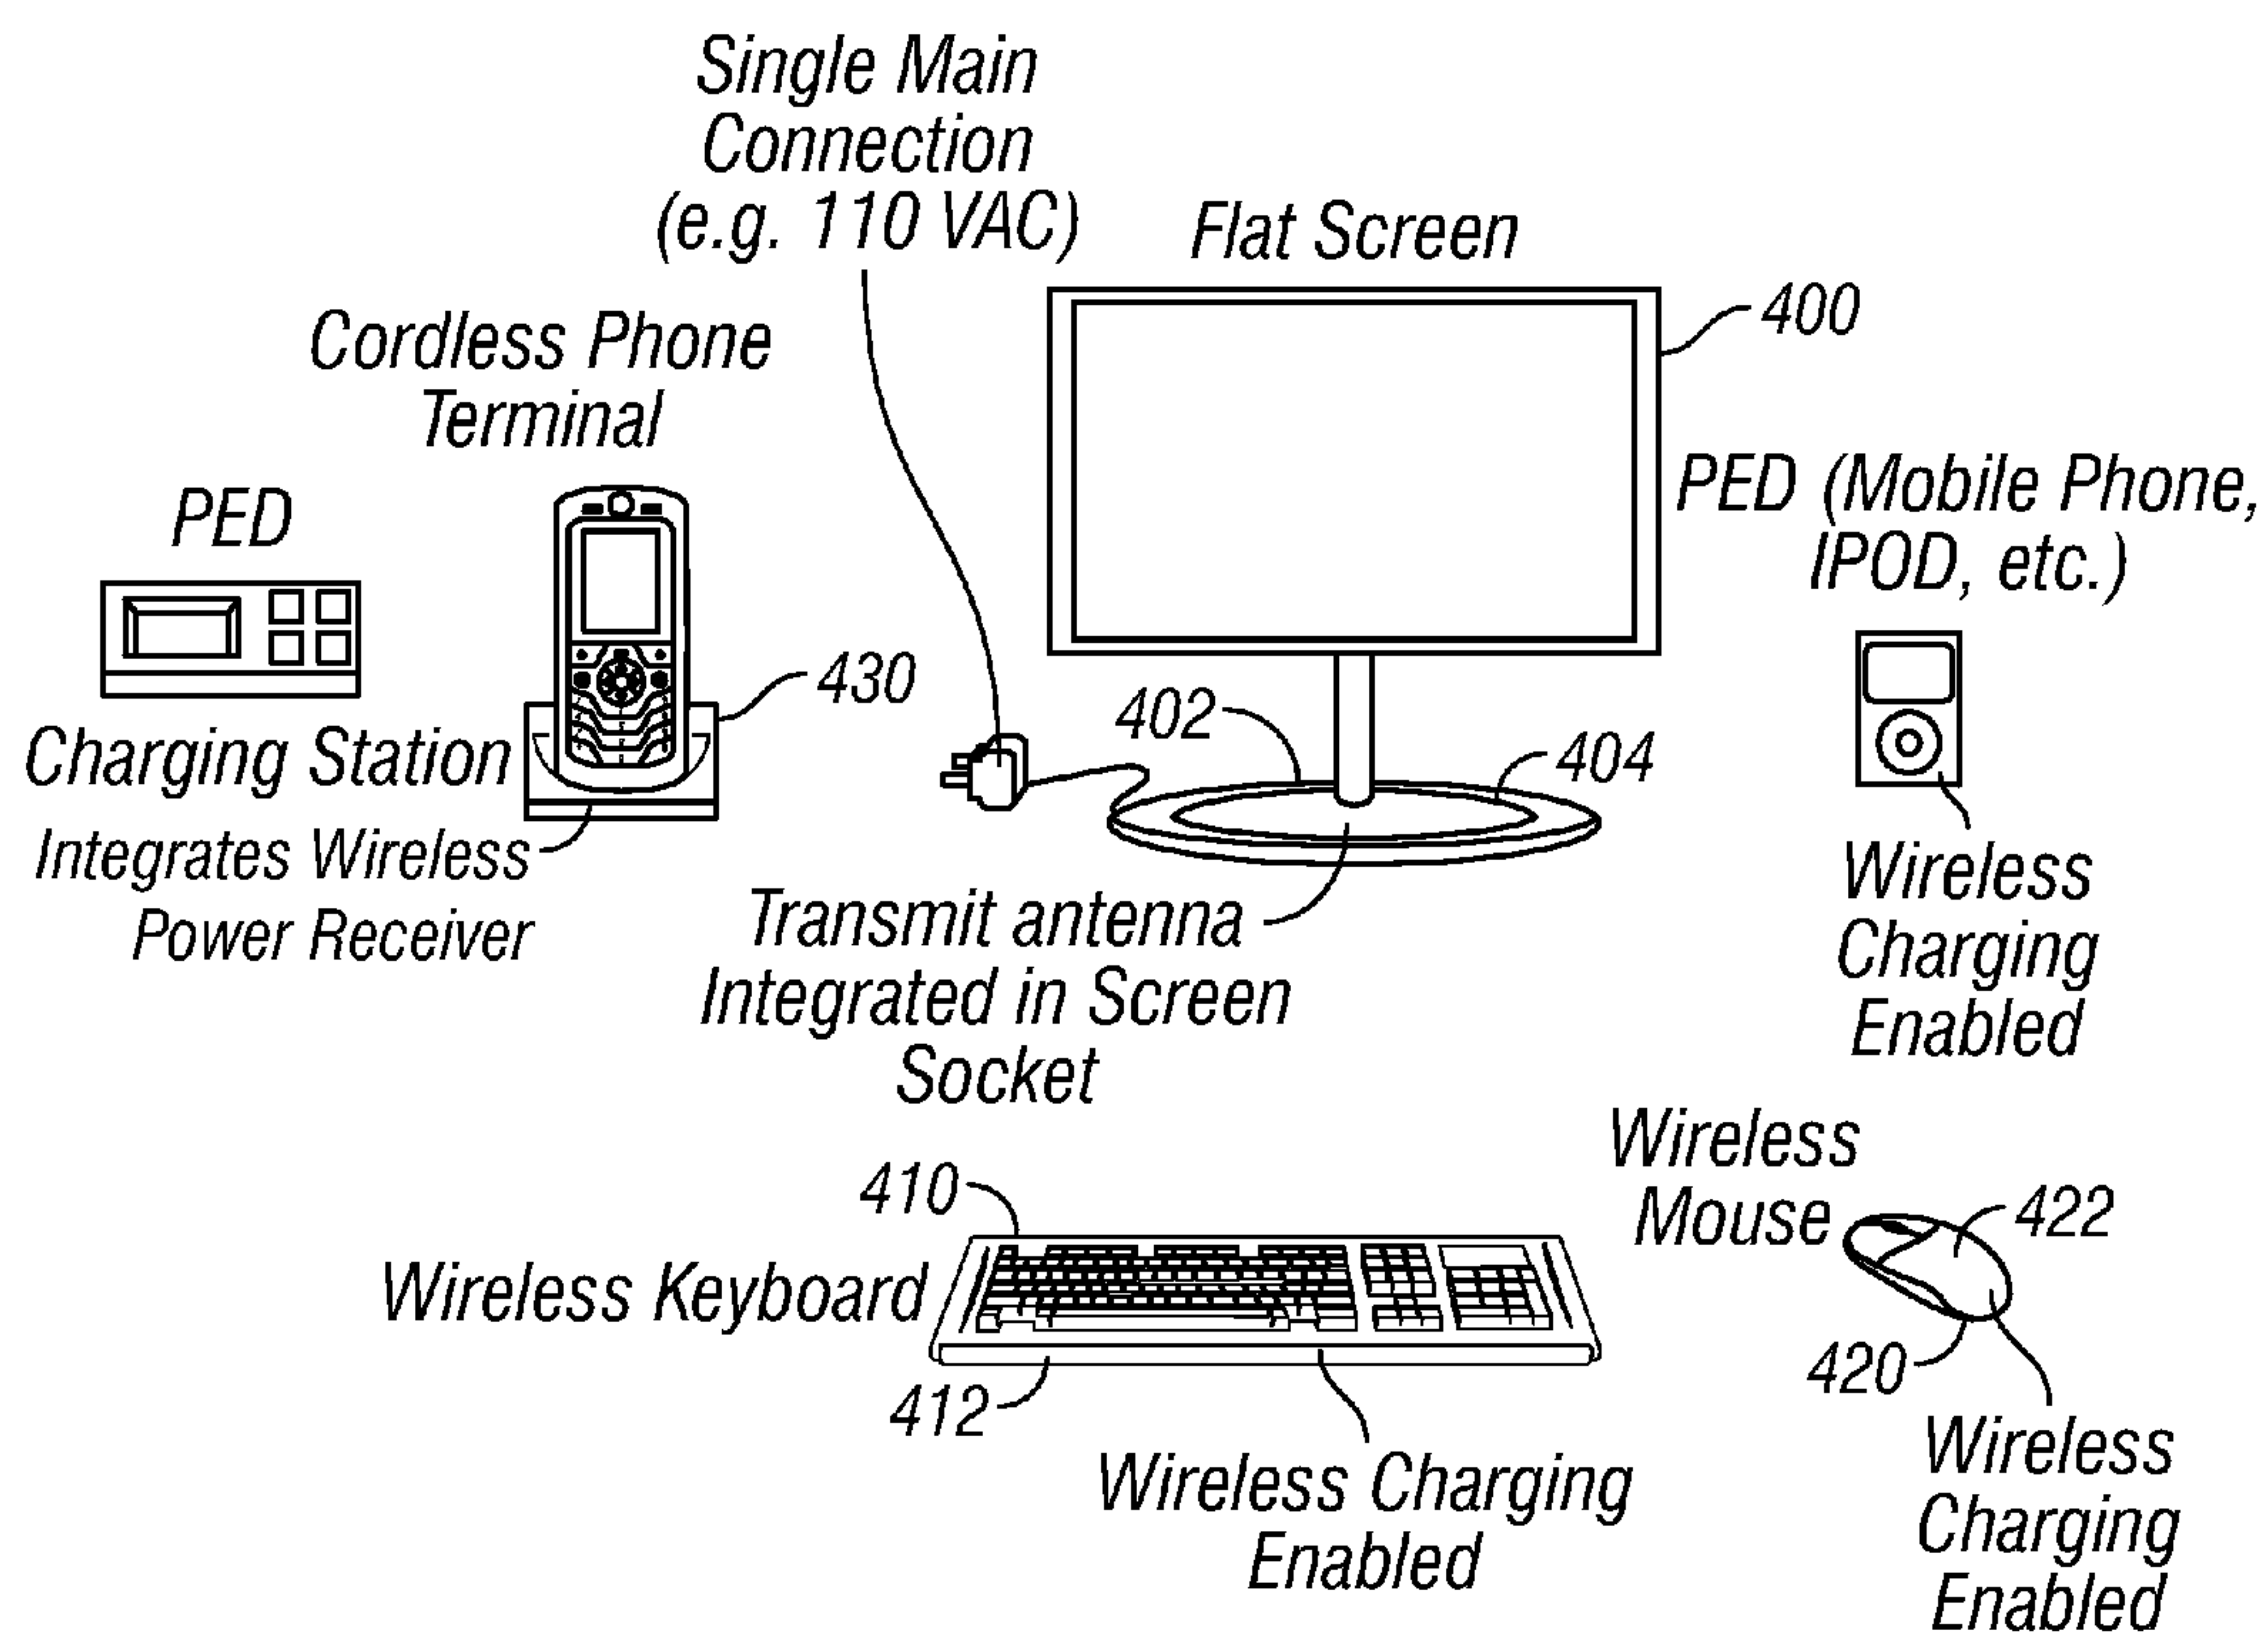 Single Main
Connection
(e.g. 110 VAC)
Flat Screen
400
Cordless Phone
Terminal
PED
PED (Mobile Phone,
IPOD, etc.)
430
402
404
Charging Station
Integrates Wireless
Power Receiver
Transmit antenna
Integrated in Screen
Socket
Wireless
Charging
Enabled
Wireless
Mouse
422
410
Wireless Keyboard
420
412
Wireless Charging
Enabled
Wireless
Charging
Enabled